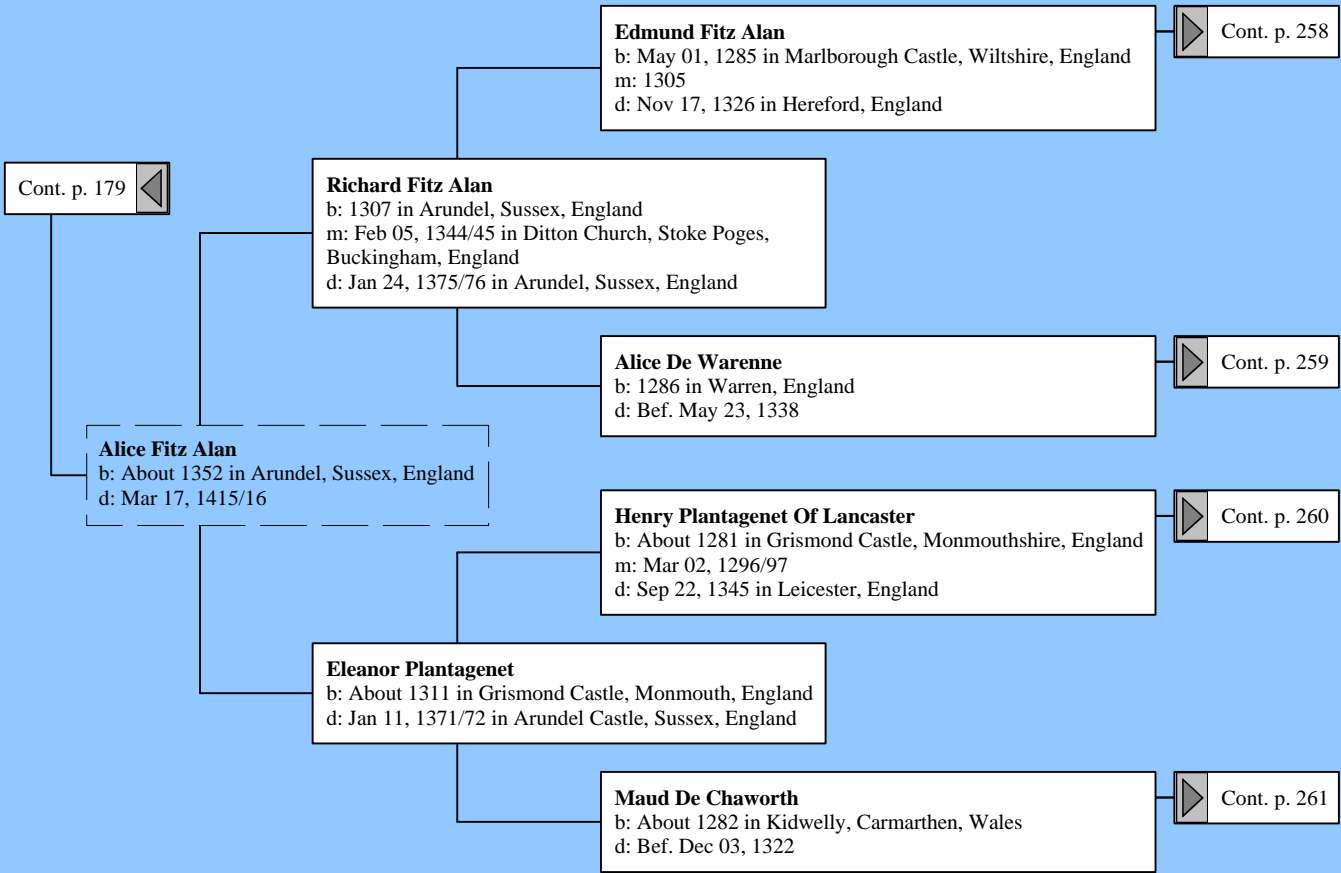 Edmund Fitz Alan
b: May 01, 1285 in Marlborough Castle, Wiltshire, England
m: 1305
d: Nov 17, 1326 in Hereford, England
Cont. p. 258
Cont. p. 179
Richard Fitz Alan
b: 1307 in Arundel, Sussex, England
m: Feb 05, 1344/45 in Ditton Church, Stoke Poges,
Buckingham, England
d: Jan 24, 1375/76 in Arundel, Sussex, England
Alice De Warenne
b: 1286 in Warren, England
d: Bef. May 23, 1338
Cont. p. 259
Alice Fitz Alan
b: About 1352 in Arundel, Sussex, England
d: Mar 17, 1415/16
Henry Plantagenet Of Lancaster
b: About 1281 in Grismond Castle, Monmouthshire, England
m: Mar 02, 1296/97
d: Sep 22, 1345 in Leicester, England
Cont. p. 260
Eleanor Plantagenet
b: About 1311 in Grismond Castle, Monmouth, England
d: Jan 11, 1371/72 in Arundel Castle, Sussex, England
Maud De Chaworth
b: About 1282 in Kidwelly, Carmarthen, Wales
d: Bef. Dec 03, 1322
Cont. p. 261